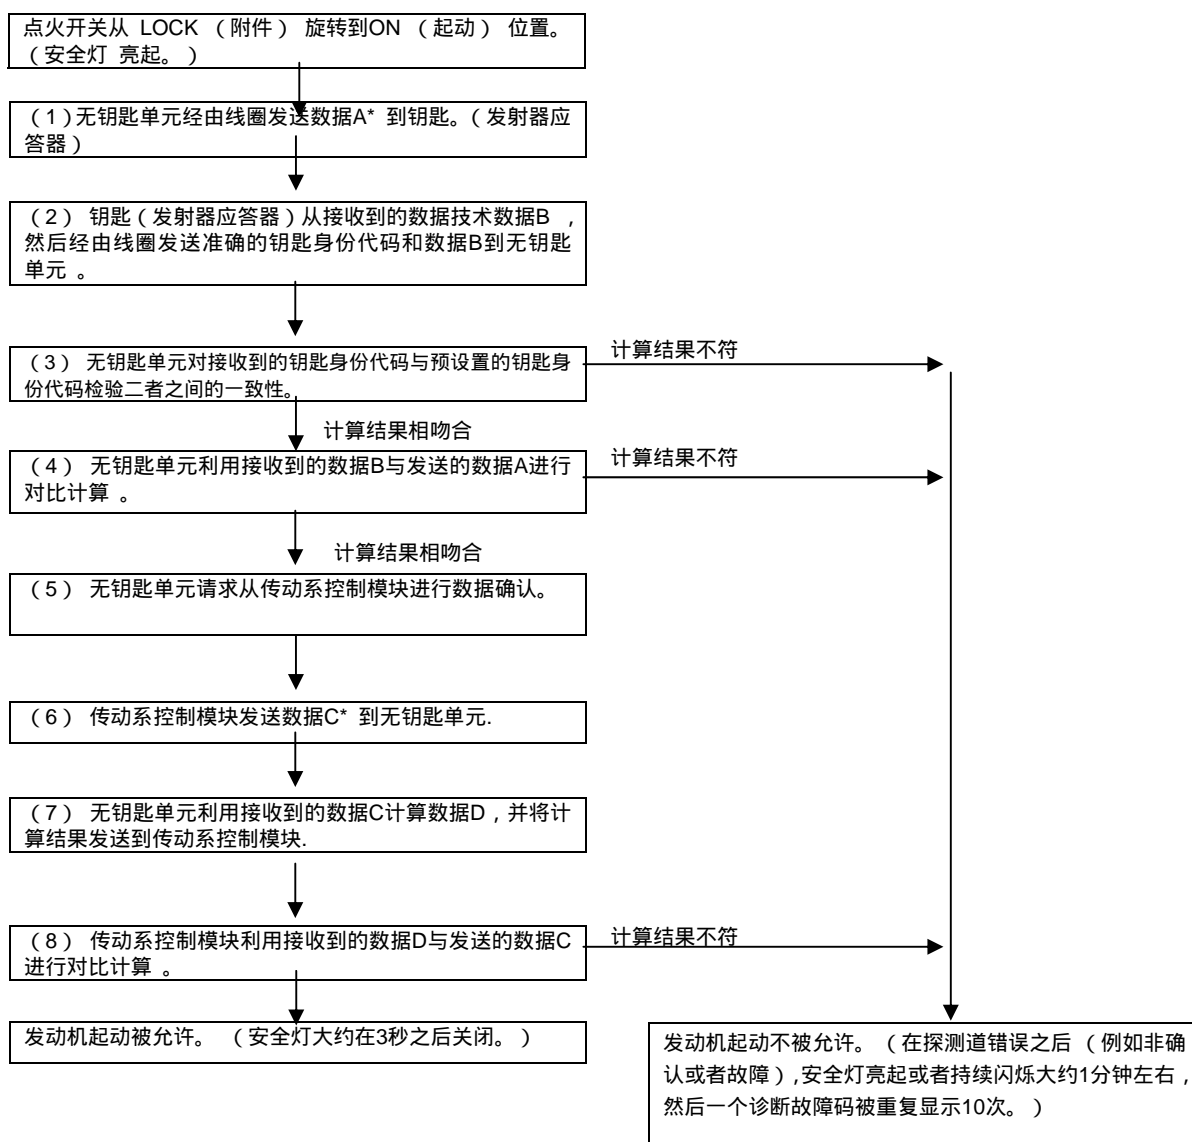 点火开关从 LOCK （附件） 旋转到ON （起动） 位置。
（安全灯 亮起。）
（1）无钥匙单元经由线圈发送数据A* 到钥匙。（发射器应
答器）
（2） 钥匙（发射器应答器）从接收到的数据技术数据B ，
然后经由线圈发送准确的钥匙身份代码和数据B到无钥匙
单元 。
（3） 无钥匙单元对接收到的钥匙身份代码与预设置的钥匙身
份代码检验二者之间的一致性。
计算结果不符
计算结果相吻合
（4） 无钥匙单元利用接收到的数据B与发送的数据A进行
对比计算 。
计算结果不符
计算结果相吻合
（5） 无钥匙单元请求从传动系控制模块进行数据确认。
（6） 传动系控制模块发送数据C* 到无钥匙单元.
（7） 无钥匙单元利用接收到的数据C计算数据D，并将计
算结果发送到传动系控制模块.
（8） 传动系控制模块利用接收到的数据D与发送的数据C
进行对比计算 。
计算结果不符
发动机起动被允许。 （安全灯大约在3秒之后关闭。）
发动机起动不被允许。 （在探测道错误之后 （例如非确
认或者故障），安全灯亮起或者持续闪烁大约1分钟左右，
然后一个诊断故障码被重复显示10次。）